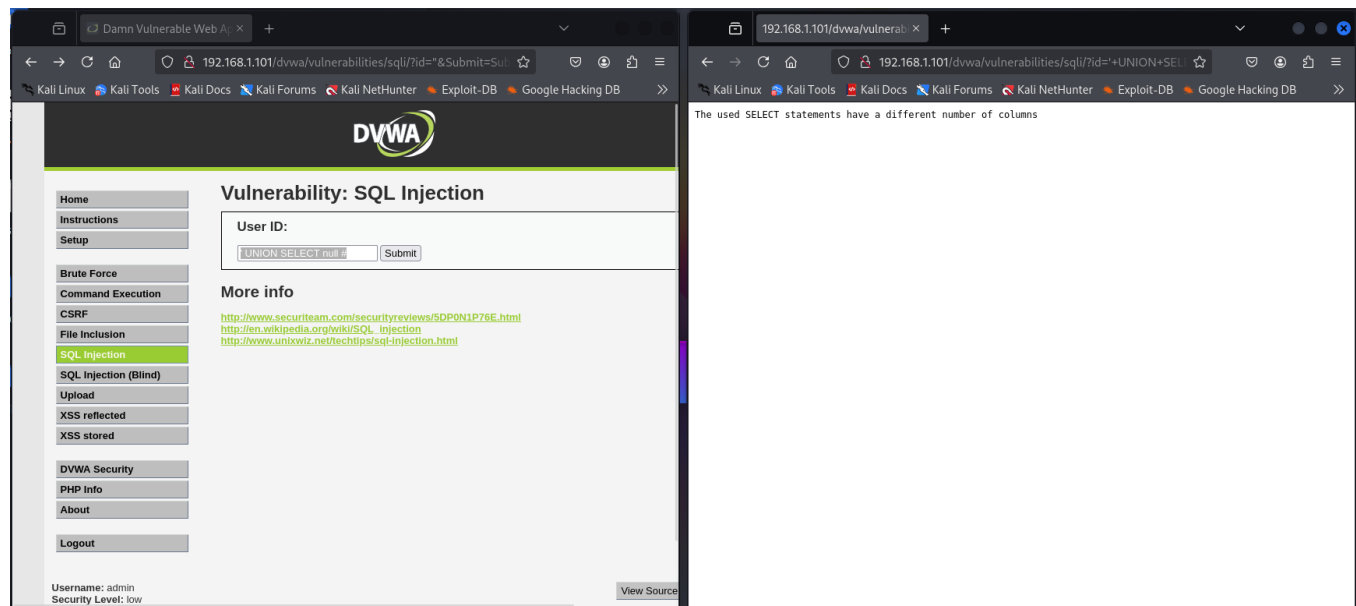 Damn Vulnerable Web Ap
192.168.1.101/dvwa/vulnerabilities/sqli/?id="&Submit=Sub
Kali Linux Kali Tools Kali Docs Kali Forums Kali NetHunter Exploit-DB Google Hacking DB
DVWA
Home
Instructions
Setup
Brute Force
Command Execution
CSRF
File Inclusion
SQL Injection
SQL Injection (Blind)
Upload
XSS reflected
XSS stored
DVWA Security
PHP Info
About
Logout
Vulnerability: SQL Injection
User ID:
UNION SELECT null # Submit
More info
http://www.securiteam.com/securityreviews/5DP0N1P76E.html
http://en.wikipedia.org/wiki/SQL_injection
http://www.unixwiz.net/techtips/sql-injection.html
Username: admin
Security Level: low
View Source
192.168.1.101/dvwa/vulnerab
192.168.1.101/dvwa/vulnerabilities/sqli/?id='+UNION+SEL
Kali Linux Kali Tools Kali Docs Kali Forums Kali NetHunter Exploit-DB Google Hacking DB
The used SELECT statements have a different number of columns